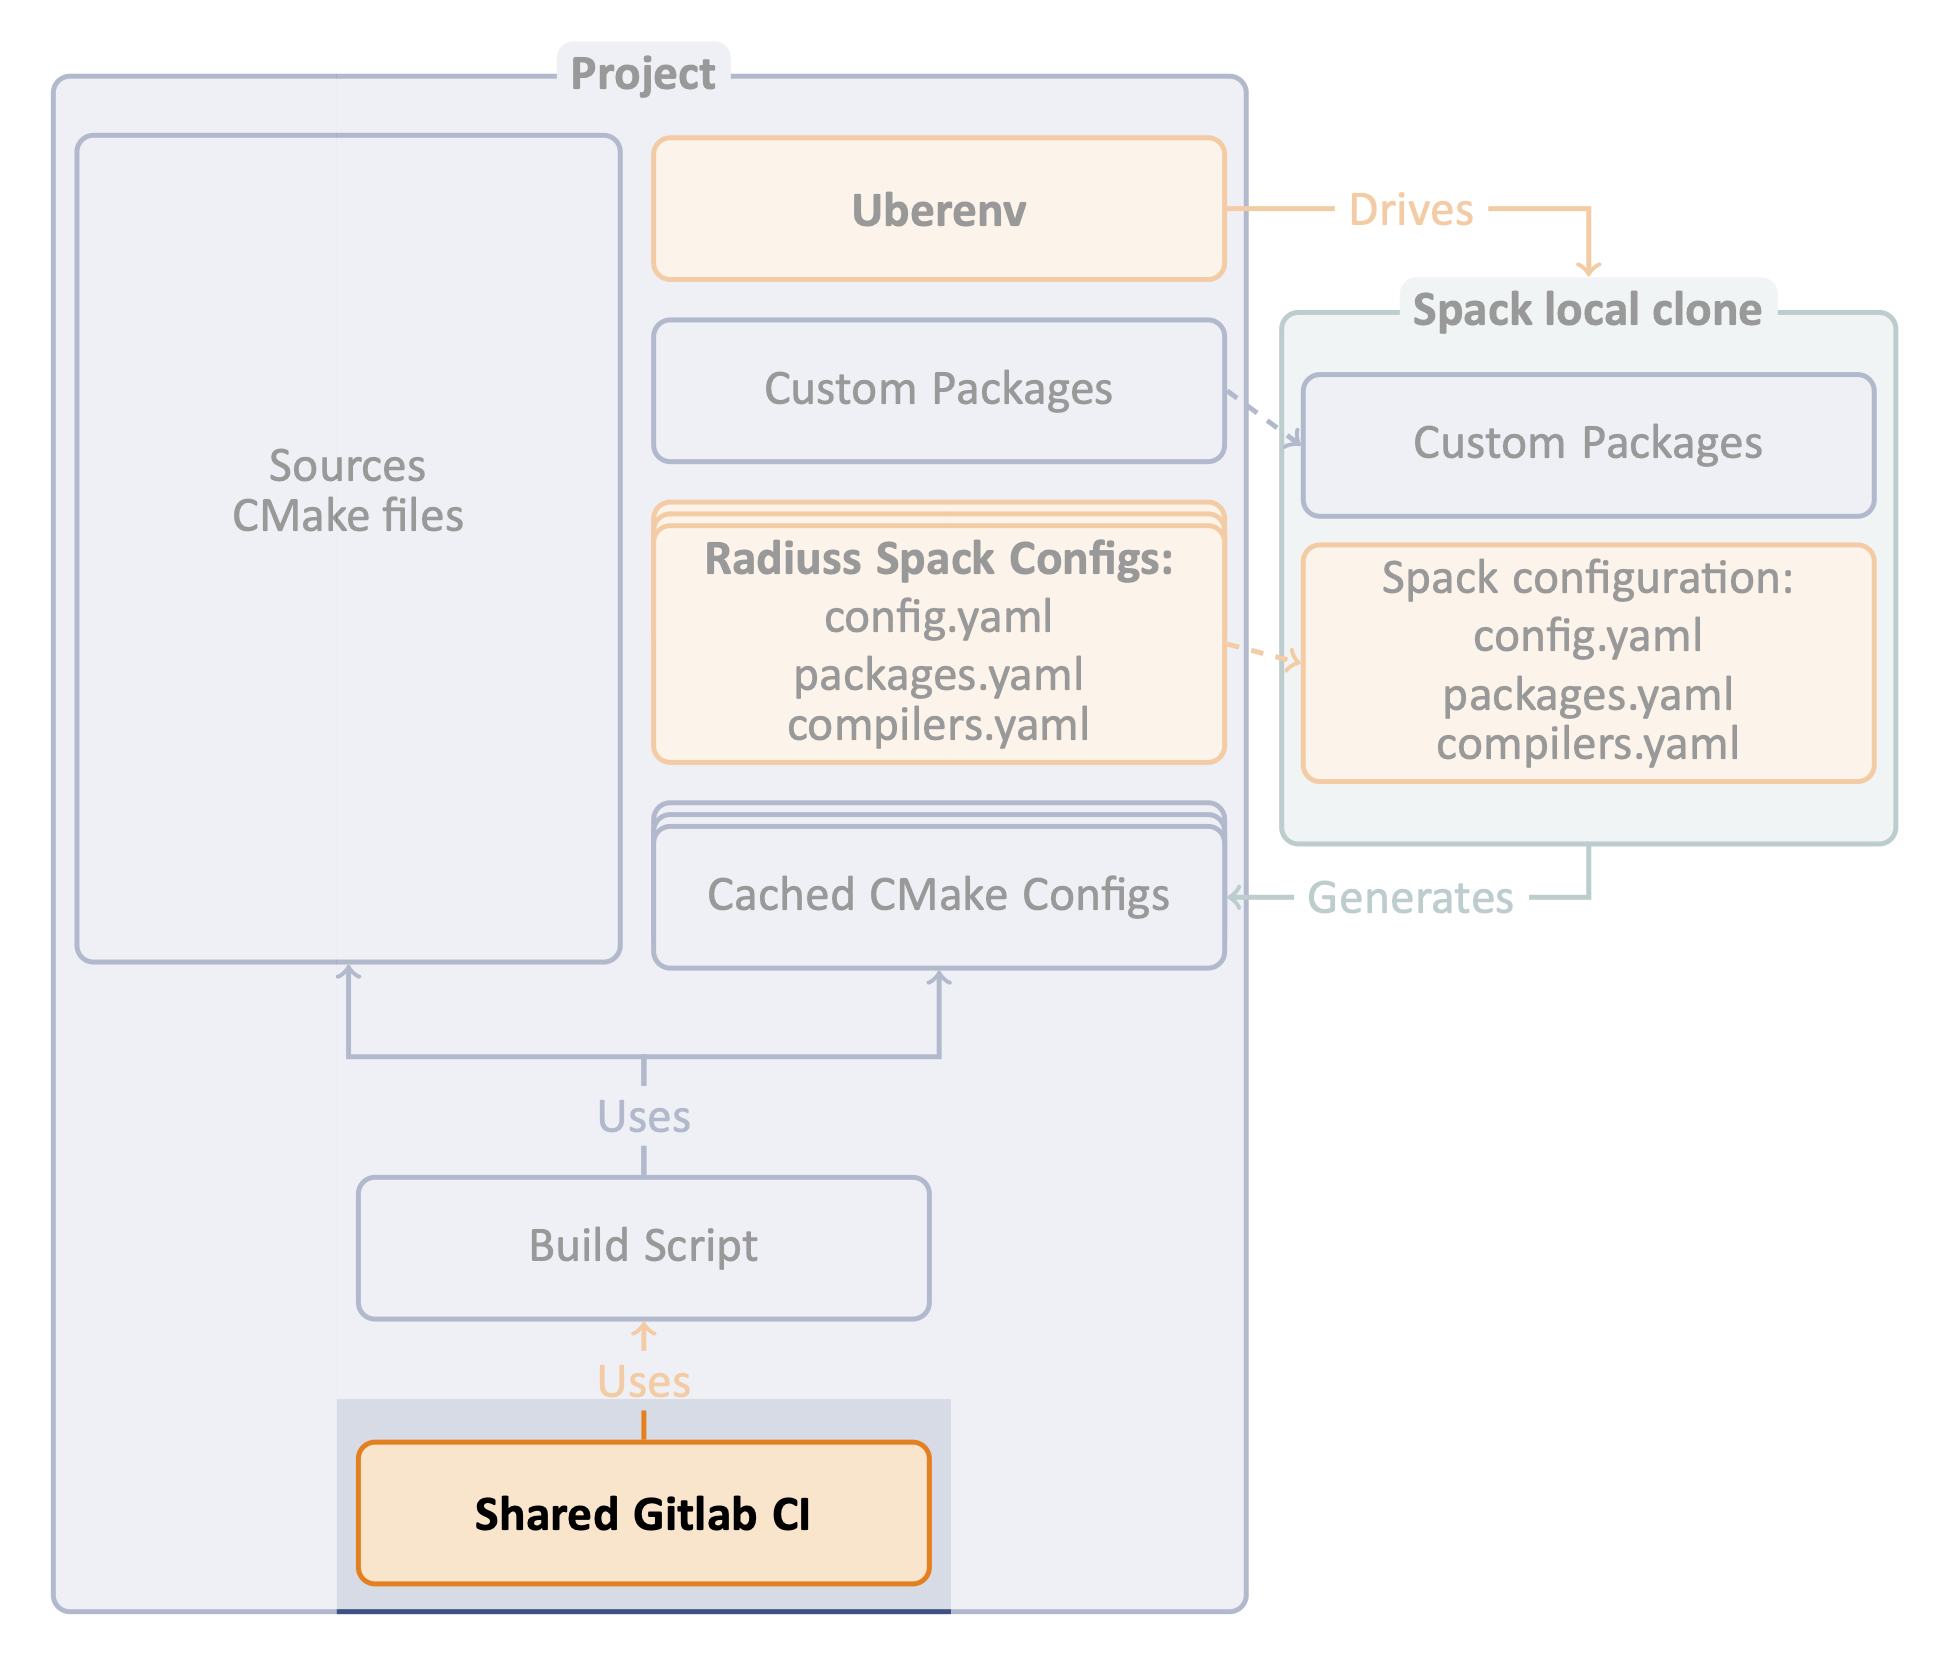 Project
Sources
CMake files
Uberenv
Drives
Custom Packages
Radiuss Spack Configs:
config.yaml
packages.yaml
compilers.yaml
Cached CMake Configs
Spack local clone
Custom Packages
Spack configuration:
config.yaml
packages.yaml
compilers.yaml
Generates
Uses
Build Script
Uses
Shared Gitlab CI